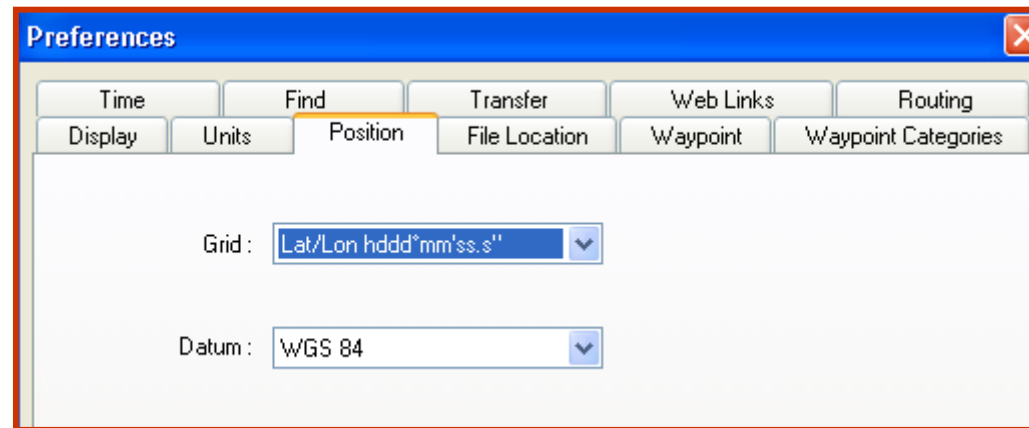 Preferences
Time Find Transfer Web Links Routing
Display Units Position File Location Waypoint Waypoint Categories
Grid : Lat/Lon hddd°mm'ss.s"
Datum : WGS 84